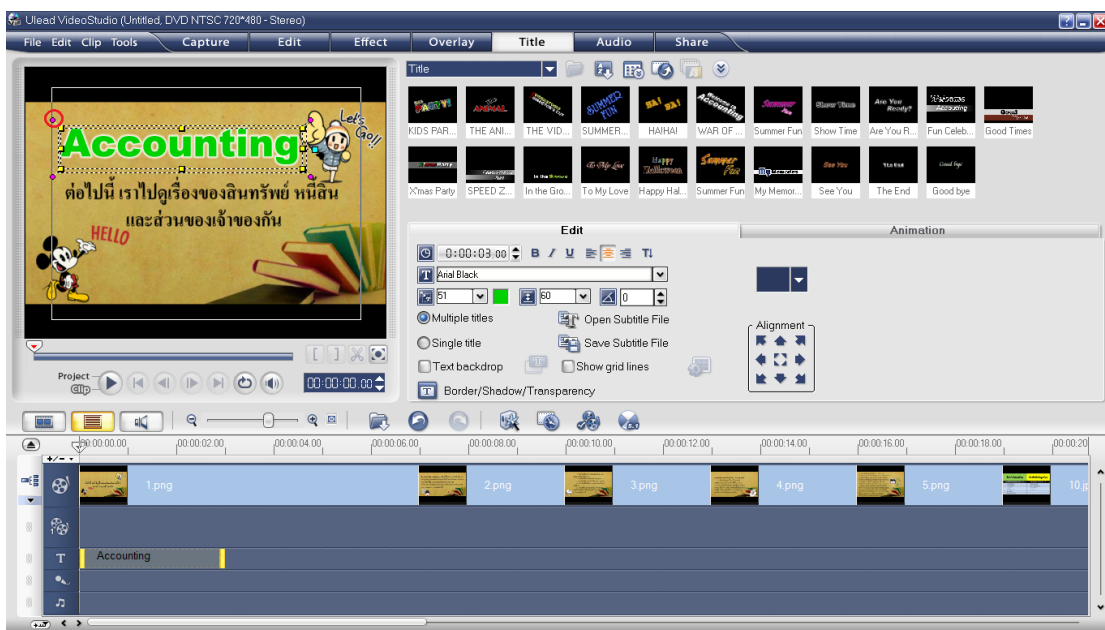 Ulead VideoStudio (Untitled, DVD NTSC 720*480 - Stereo)
File Edit Clip Tools Capture Edit Effect Overlay Title Audio Share
Title
Let's Go!!
Accounting
ต่อไปนี้ เราไปดูเรื่องของสินทรัพย์ หนี้สิน
และส่วนของเจ้าของกัน
HELLO
KIDS PAR... THE ANI... THE VID... SUMMER... HAIHAI WAR OF ... Summer Fun Show Time Are You R... Fun Celeb... Good Times
X'mas Party SPEED Z... In the Gro... To My Love Happy Hal... Summer Fun My Memor... See You The End Good bye
Edit Animation
0:00:03.00 B I U
Arial Black
51 60 0
Multiple titles Open Subtitle File
Single title Save Subtitle File
Text backdrop Show grid lines
Border/Shadow/Transparency
Alignment
Project
Clip
00:00:00.00
00:00:00.00 00:00:02.00 00:00:04.00 00:00:06.00 00:00:08.00 00:00:10.00 00:00:12.00 00:00:14.00 00:00:16.00 00:00:18.00 00:00:20
1.png 2.png 3.png 4.png 5.png 10.jp
T Accounting